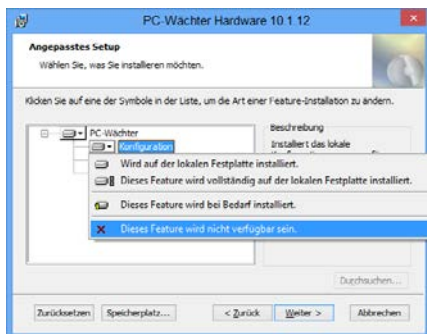 PC-Wächter Hardware 10.1.12
Angepasstes Setup
Wählen Sie, was Sie installieren möchten.
Klicken Sie auf eine der Symbole in der Liste, um die Art einer Feature-Installation zu ändern.
PC-Wächter
Konfiguration
Beschreibung
Installiert das lokale
Wird auf der lokalen Festplatte installiert.
Dieses Feature wird vollständig auf der lokalen Festplatte installiert.
Dieses Feature wird bei Bedarf installiert.
Dieses Feature wird nicht verfügbar sein.
Durchsuchen...
Zurücksetzen
Speicherplatz...
< Zurück
Weiter >
Abbrechen